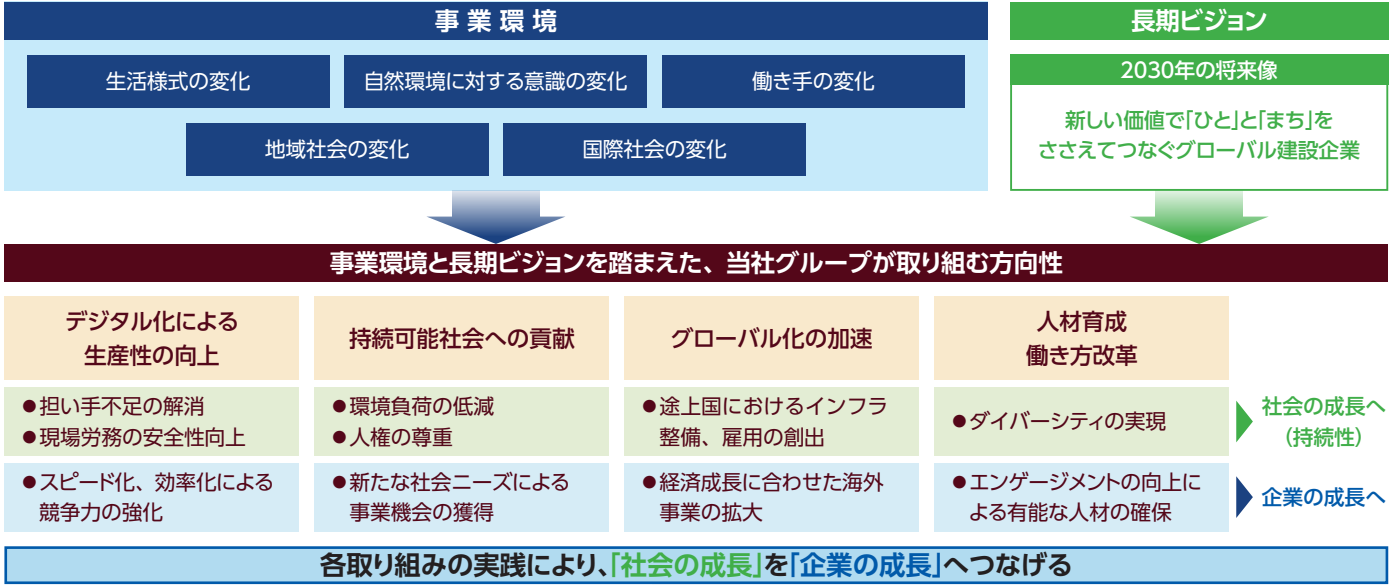 事業環境
生活様式の変化
自然環境に対する意識の変化
働き手の変化
地域社会の変化
国際社会の変化
長期ビジョン
2030年の将来像
新しい価値で「ひと」と「まち」を
ささえてつなぐグローバル建設企業
事業環境と長期ビジョンを踏まえた、当社グループが取り組む方向性
デジタル化による
生産性の向上
●担い手不足の解消
●現場労務の安全性向上
●スピード化、効率化による
競争力の強化
持続可能社会への貢献
●環境負荷の低減
●人権の尊重
●新たな社会ニーズによる
事業機会の獲得
グローバル化の加速
●途上国におけるインフラ
整備、雇用の創出
●経済成長に合わせた海外
事業の拡大
人材育成
働き方改革
●ダイバーシティの実現
●エンゲージメントの向上に
よる有能な人材の確保
社会の成長へ
（持続性）
企業の成長へ
各取り組みの実践により、「社会の成長」を「企業の成長」へつなげる